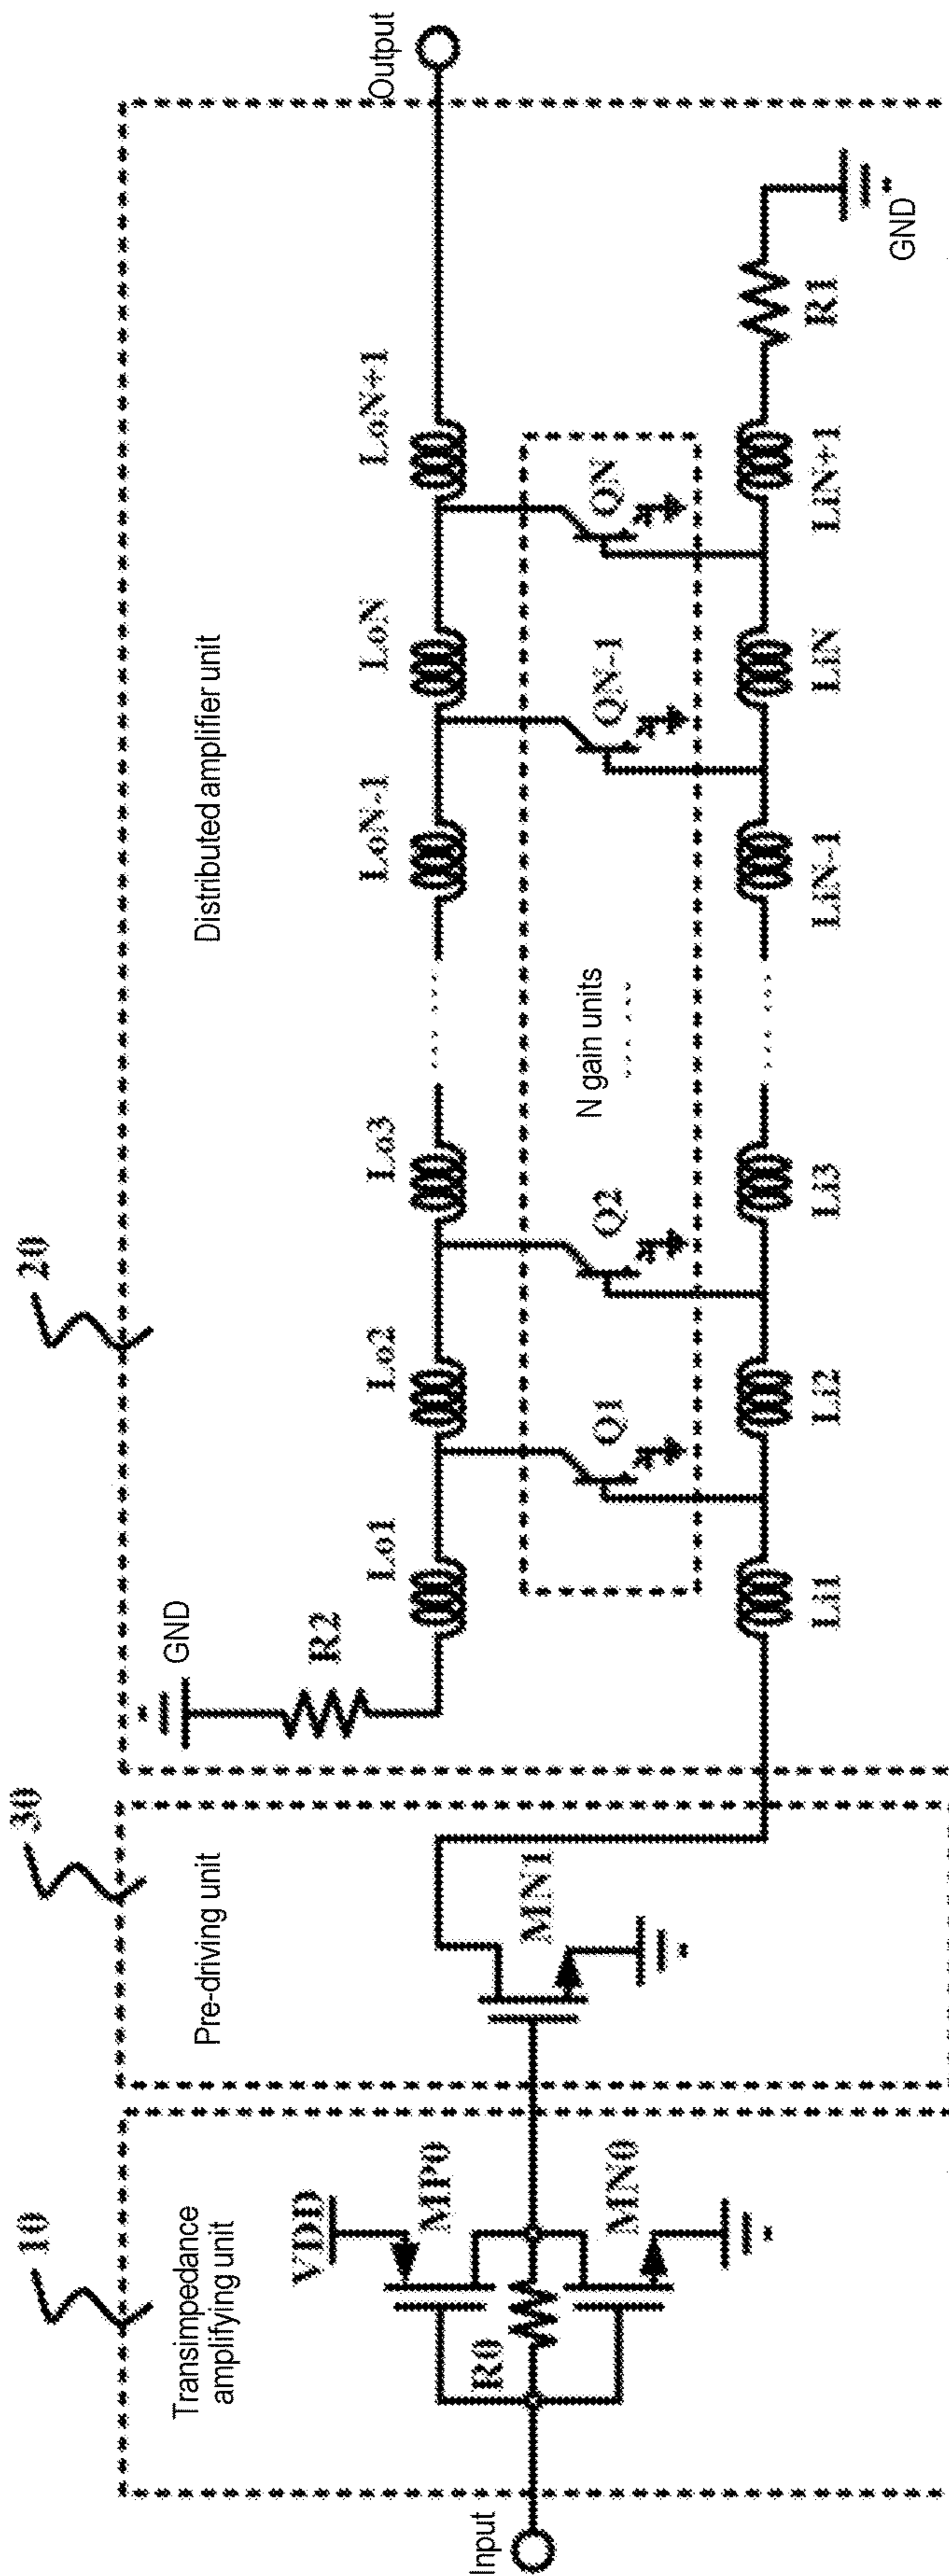 10
30
20
Transimpedance
amplifying unit
Pre-driving unit
Distributed amplifier unit
VDD
MP0
R0
MN0
Input
MN1
GND
R2
Lo1
Lo2
Lo3
LoN-1
LoN
LoN+1
Output
Q1
Q2
N gain units
QN-1
QN
Li1
Li2
Li3
LiN-1
LiN
LiN+1
R1
GND